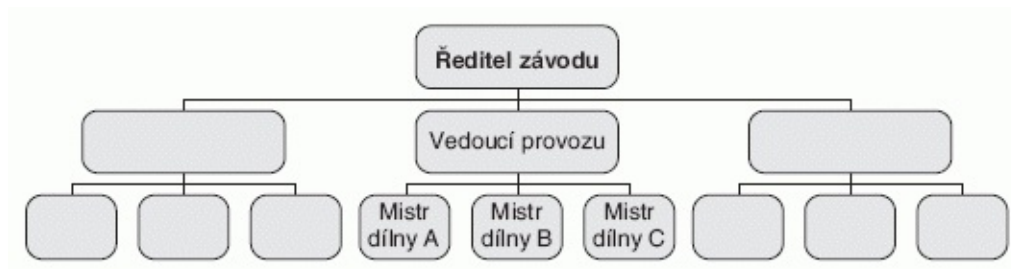 Ředitel závodu
Vedoucí provozu
Mistr
dílny A
Mistr
dílny B
Mistr
dílny C